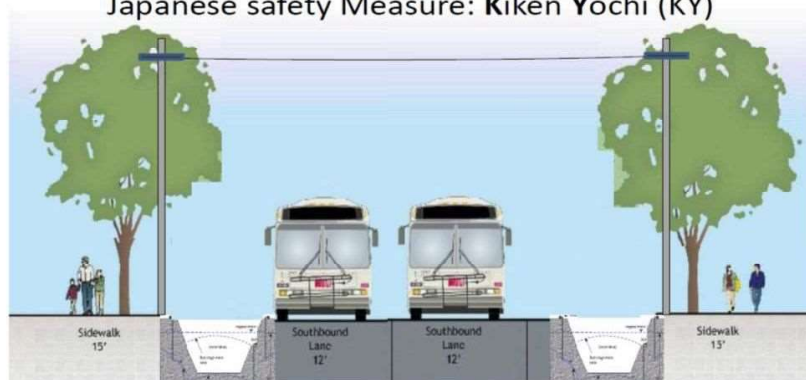 Japanese safety Measure: Kiken Yochi (KY)
Sidewalk
15'
Southbound
Lane
12'
Southbound
Lane
12'
Sidewalk
15'